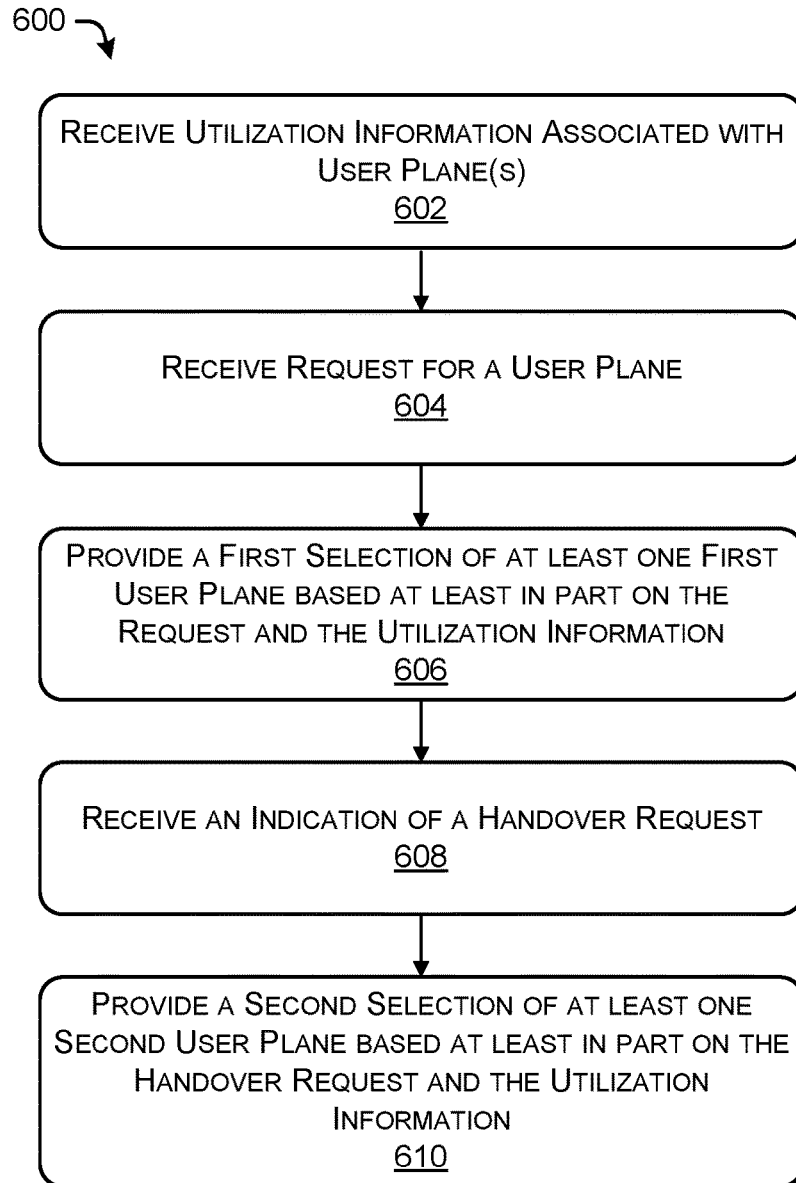 600
RECEIVE UTILIZATION INFORMATION ASSOCIATED WITH
USER PLANE(S)
602
RECEIVE REQUEST FOR A USER PLANE
604
PROVIDE A FIRST SELECTION OF AT LEAST ONE FIRST
USER PLANE BASED AT LEAST IN PART ON THE
REQUEST AND THE UTILIZATION INFORMATION
606
RECEIVE AN INDICATION OF A HANDOVER REQUEST
608
PROVIDE A SECOND SELECTION OF AT LEAST ONE
SECOND USER PLANE BASED AT LEAST IN PART ON THE
HANDOVER REQUEST AND THE UTILIZATION
INFORMATION
610